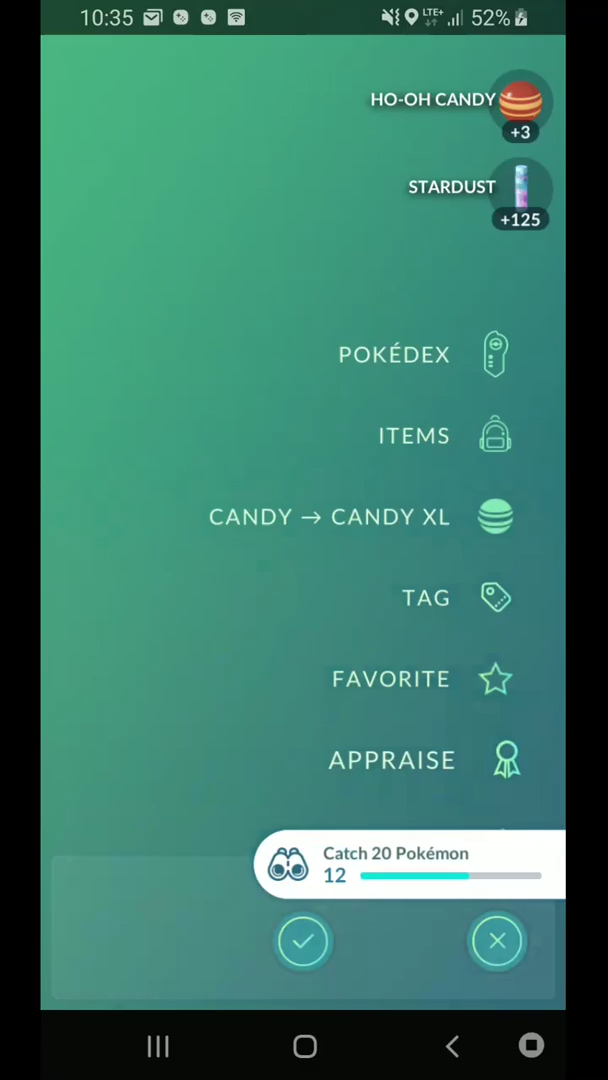 10:35 LTE+ 52%
HO-OH CANDY
+3
STARDUST
+125
POKÉDEX
ITEMS
CANDY → CANDY XL
TAG
FAVORITE
APPRAISE
Catch 20 Pokémon
12